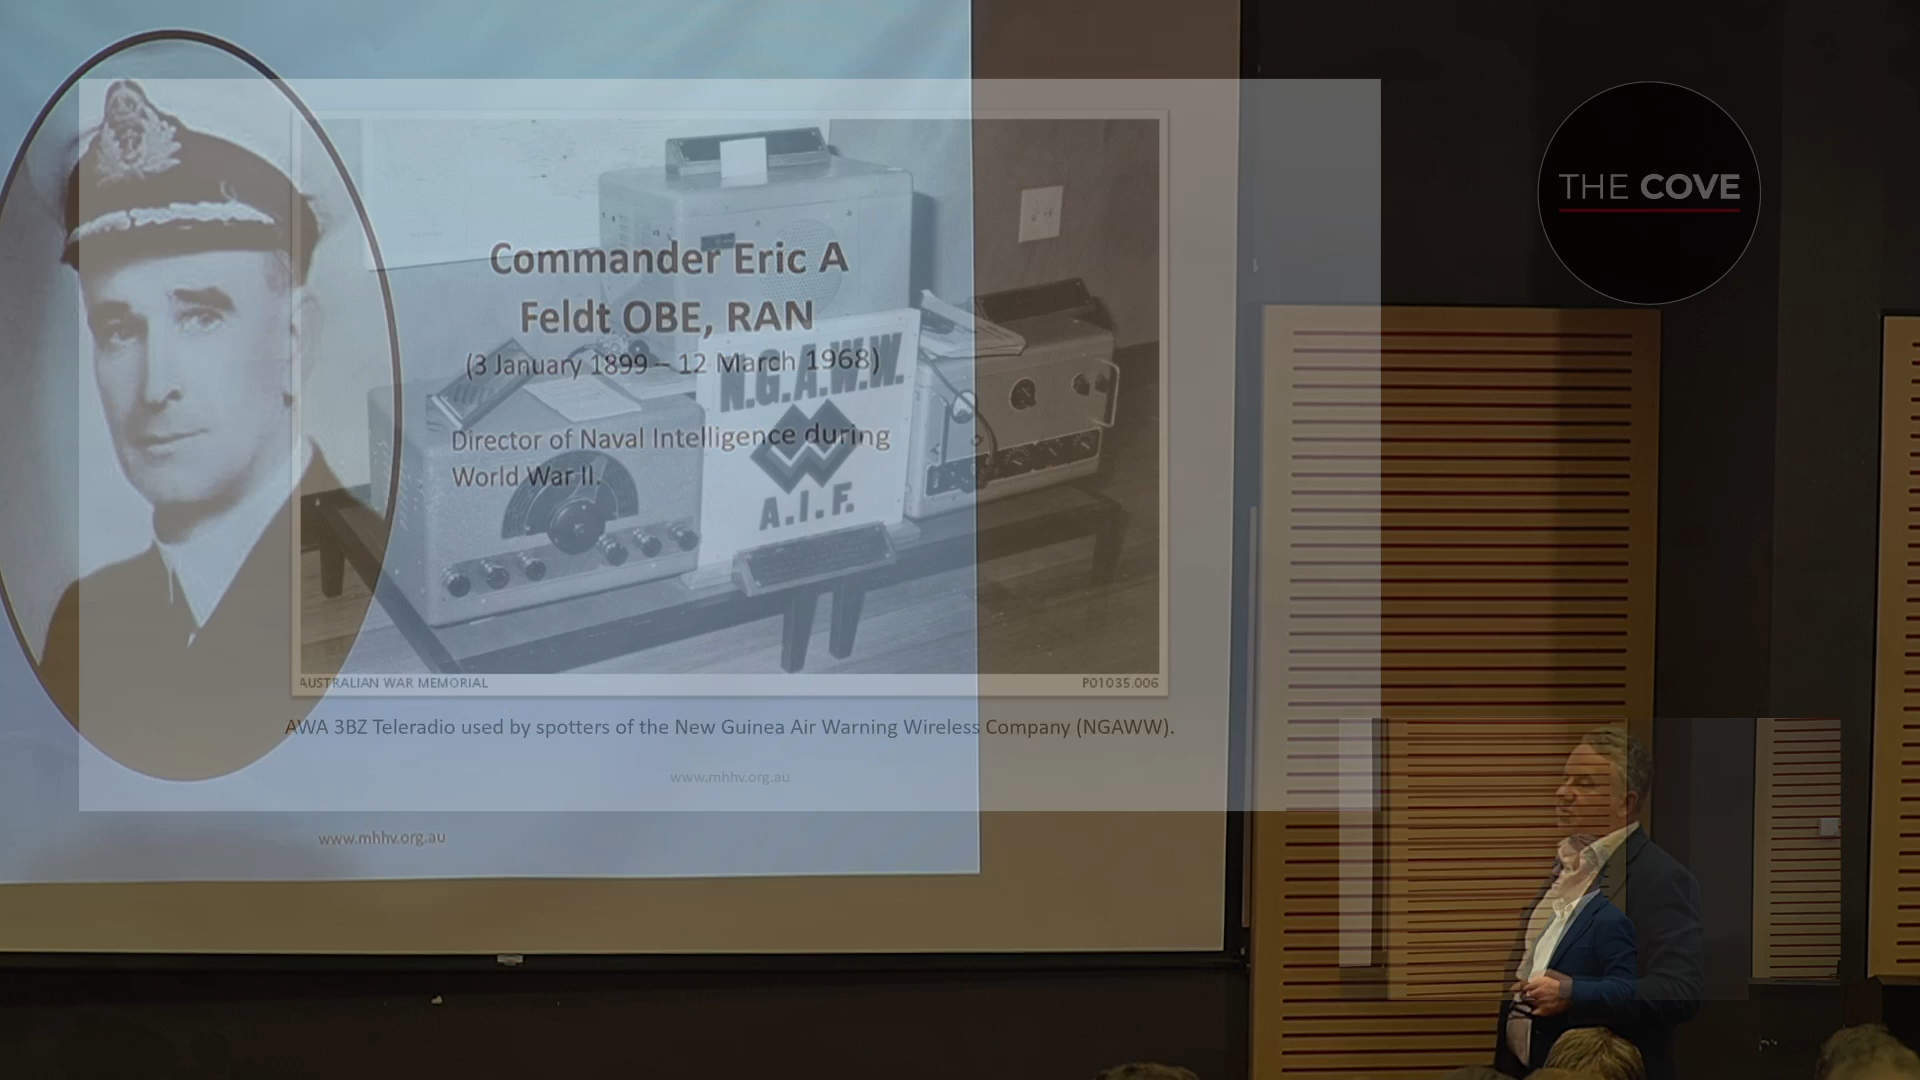 THE COVE
Commander Eric A
Feldt OBE, RAN
(3 January 1899 – 12 March 1968)
Director of Naval Intelligence during
World War II.
www.mhhv.org.au
N.G.A.W.W.
A.I.F.
AUSTRALIAN WAR MEMORIAL
P01035.006
AWA 3BZ Teleradio used by spotters of the New Guinea Air Warning Wireless Company (NGAWW).
www.mhhv.org.au